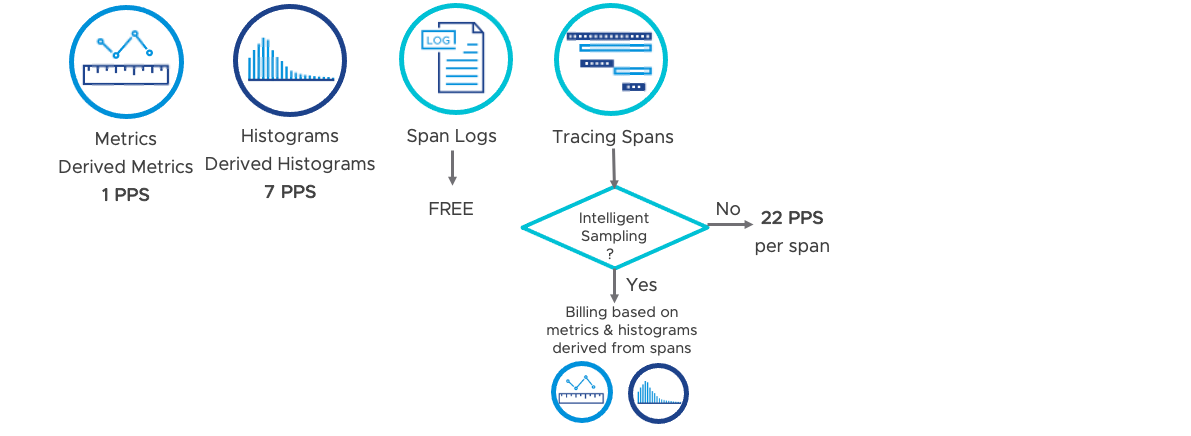 LOG
Metrics
Derived Metrics
1 PPS
Histograms
Derived Histograms
7 PPS
Span Logs
FREE
Tracing Spans
Intelligent
Sampling
?
No
22 PPS
per span
Yes
Billing based on
metrics & histograms
derived from spans